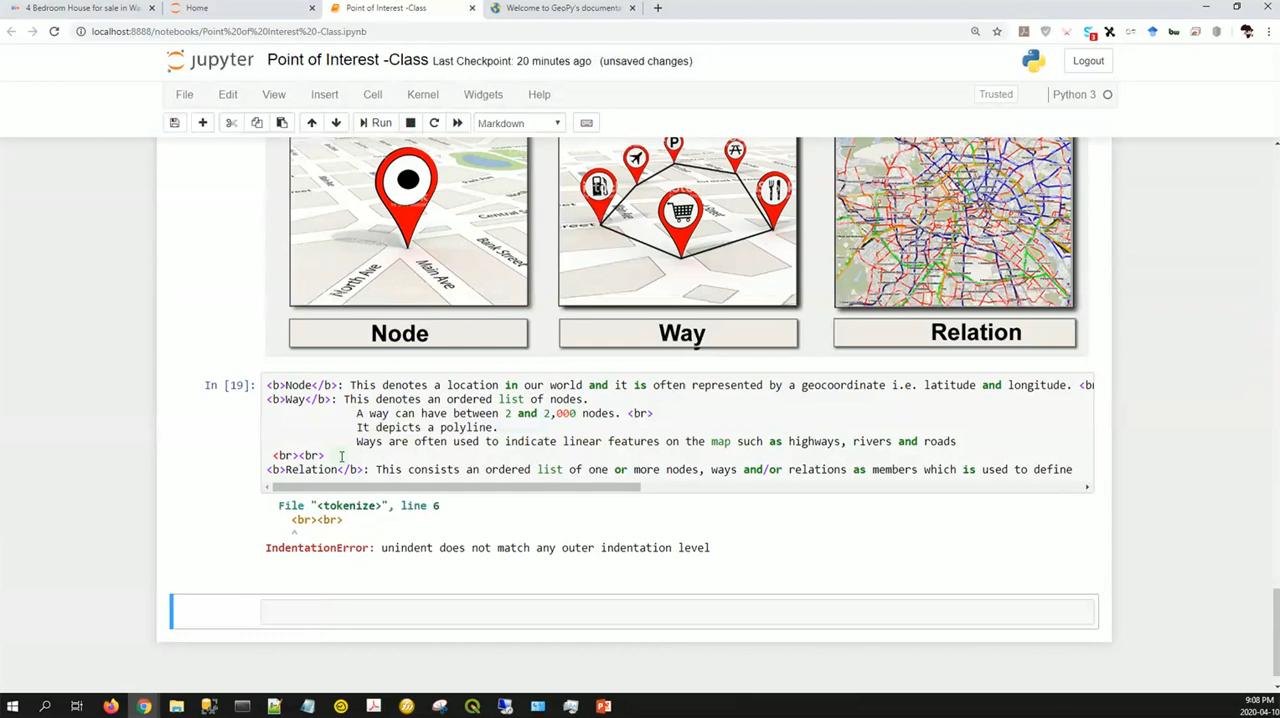 4 Bedroom House for sale in Wa
Home
Point of Interest -Class
Welcome to GeoPy's documenta
localhost:8888/notebooks/Point%20of%20Interest%20-Class.ipynb
jupyter Point of Interest -Class Last Checkpoint: 20 minutes ago (unsaved changes)
Logout
File Edit View Insert Cell Kernel Widgets Help
Trusted
Python 3
Run
Markdown
P
North Ave
Main Ave
Bank Street
Central
Node
Way
Relation
In [19]:
<b>Node</b>: This denotes a location in our world and it is often represented by a geocoordinate i.e. latitude and longitude. <br
<b>Way</b>: This denotes an ordered list of nodes.
A way can have between 2 and 2,000 nodes. <br>
It depicts a polyline.
Ways are often used to indicate linear features on the map such as highways, rivers and roads
<br><br>
<b>Relation</b>: This consists an ordered list of one or more nodes, ways and/or relations as members which is used to define
File "<tokenize>", line 6
<br><br>
^
IndentationError: unindent does not match any outer indentation level
9:08 PM
2020-04-10